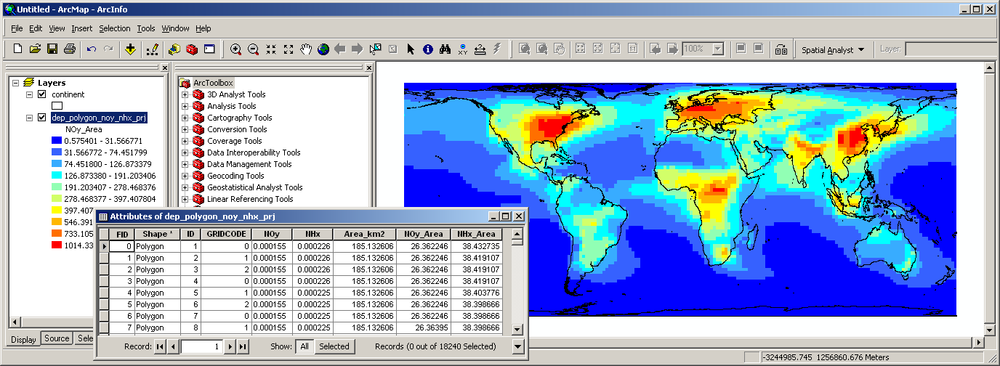 Untitled - ArcMap - ArcInfo
File Edit View Insert Selection Tools Window Help
100% Spatial Analyst Layer:
Layers
continent
dep_polygon_noy_nhx_prj
NOy_Area
0.575401 - 31.566771
31.566772 - 74.451799
74.451800 - 126.873379
126.873380 - 191.203406
191.203407 - 278.468376
278.468377 - 397.407804
397.407
546.391
733.105
1014.33
Display Source Sele
ArcToolbox
3D Analyst Tools
Analysis Tools
Cartography Tools
Conversion Tools
Coverage Tools
Data Interoperability Tools
Data Management Tools
Geocoding Tools
Geostatistical Analyst Tools
Linear Referencing Tools
Attributes of dep_polygon_noy_nhx_prj
FID Shape * ID GRIDCODE NOy NHx Area_km2 NOy_Area NHx_Area
0 Polygon 1 0 0.000155 0.000226 185.132606 26.362246 38.432735
1 Polygon 2 1 0.000155 0.000226 185.132606 26.362246 38.419107
2 Polygon 3 2 0.000155 0.000226 185.132606 26.362246 38.419107
3 Polygon 4 0 0.000155 0.000226 185.132606 26.362246 38.419107
4 Polygon 5 1 0.000155 0.000225 185.132606 26.362246 38.403776
5 Polygon 6 2 0.000155 0.000225 185.132606 26.362246 38.398666
6 Polygon 7 0 0.000155 0.000225 185.132606 26.362246 38.398666
7 Polygon 8 1 0.000155 0.000225 185.132606 26.36395 38.398666
Record: 1 Show: All Selected Records (0 out of 18240 Selected)
-3244985.745 1256860.676 Meters